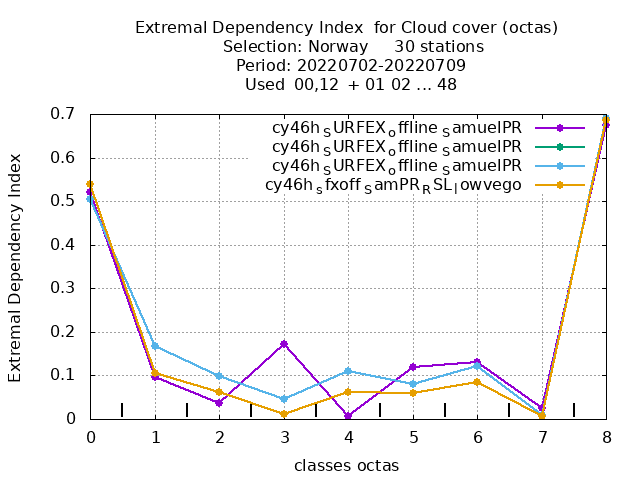 Extremal Dependency Index for Cloud cover (octas)
Selection: Norway 30 stations
Period: 20220702-20220709
Used 00,12 + 01 02 ... 48
cy46h_SURFEX_offline_SamuelPR
cy46h_SURFEX_offline_SamuelPR
cy46h_SURFEX_offline_SamuelPR
cy46h_sfxoff_SamPR_RSL_lowvego
Extremal Dependency Index
0.7
0.6
0.5
0.4
0.3
0.2
0.1
0
0 1 2 3 4 5 6 7 8
classes octas